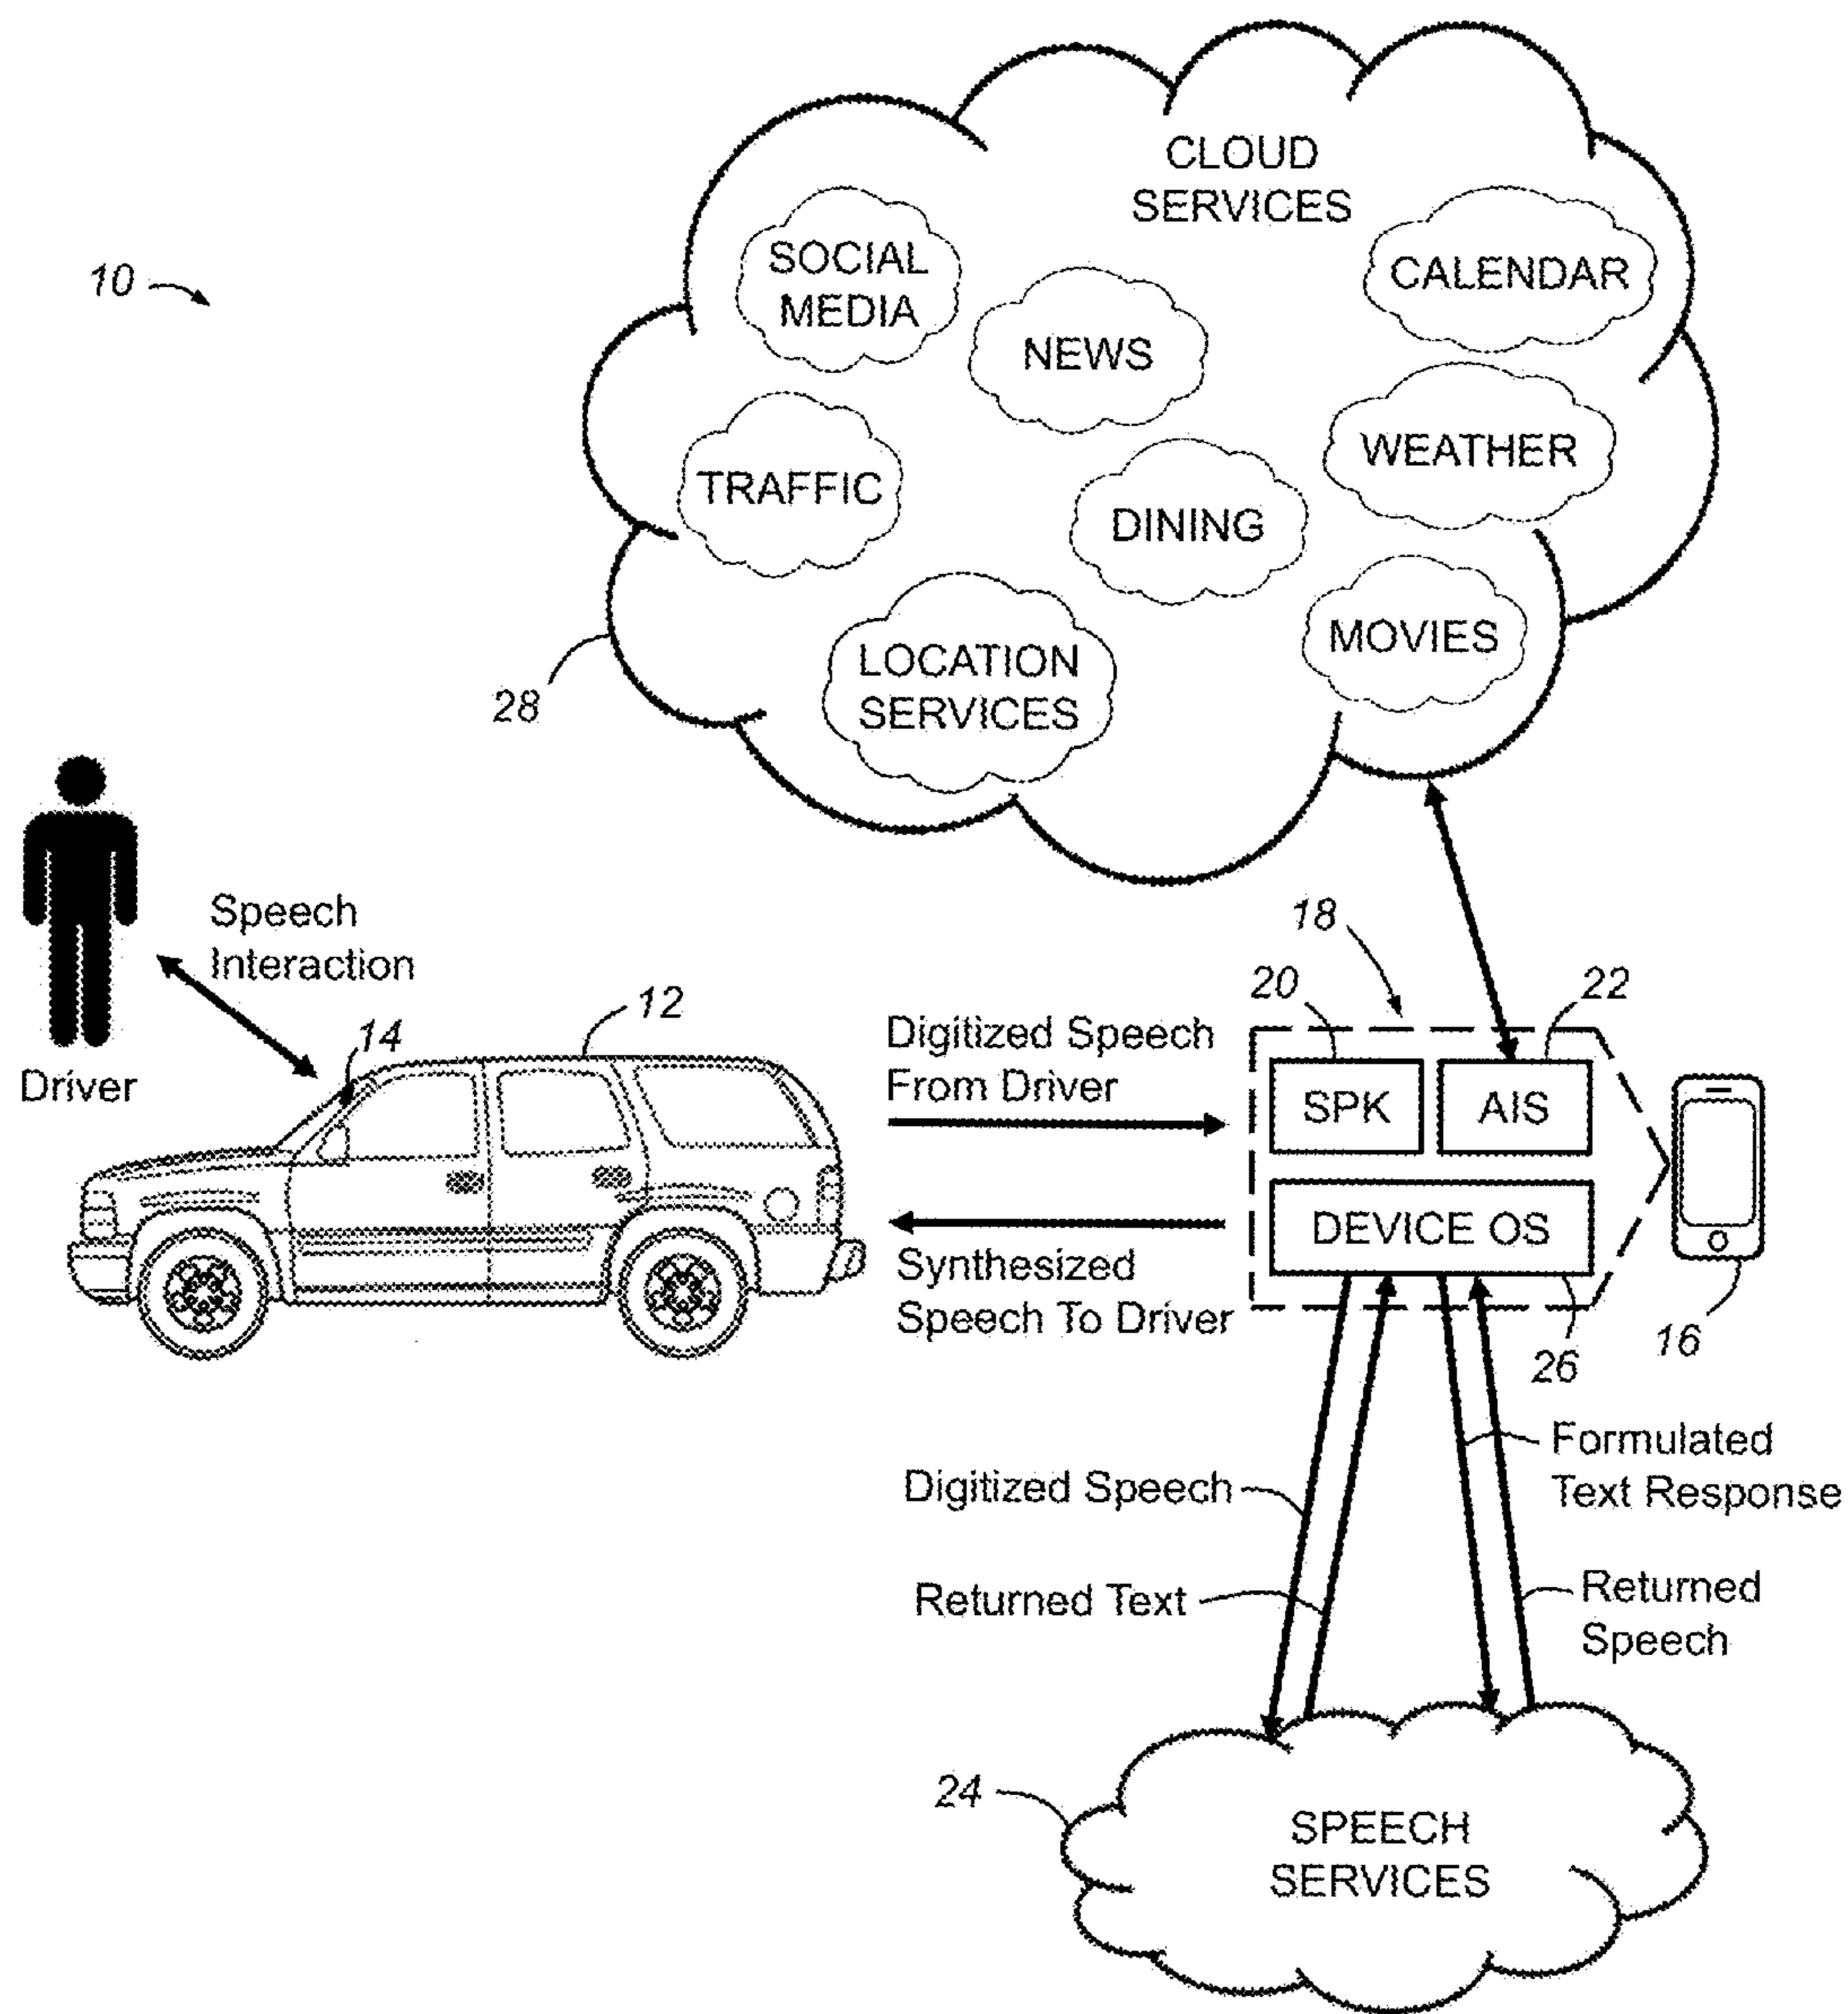 CLOUD
SERVICES
SOCIAL
MEDIA
CALENDAR
NEWS
WEATHER
TRAFFIC
DINING
MOVIES
LOCATION
SERVICES
10
28
Speech
Interaction
Driver
14
12
Digitized Speech
From Driver
Synthesized
Speech To Driver
18
20
22
SPK
AIS
DEVICE OS
16
26
Formulated
Text Response
Digitized Speech
Returned Text
Returned
Speech
24
SPEECH
SERVICES